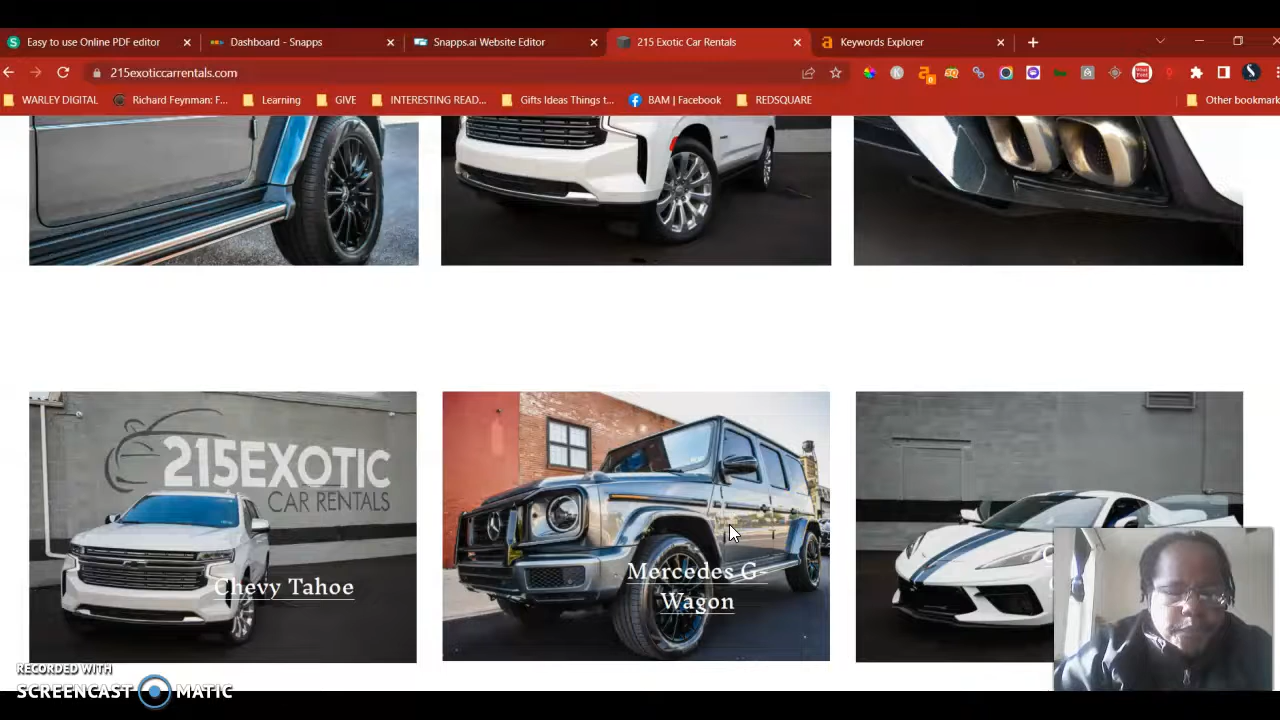 Easy to use Online PDF editor
Dashboard - Snapps
Snapps.ai Website Editor
215 Exotic Car Rentals
Keywords Explorer
215exoticcarrentals.com
WARLEY DIGITAL
Richard Feynman: F...
Learning
GIVE
INTERESTING READ...
Gifts Ideas Things t...
BAM | Facebook
REDSQUARE
Other bookmark
215EXOTIC
CAR RENTALS
Chevy Tahoe
Mercedes G-
Wagon
RECORDED WITH
SCREENCAST MATIC